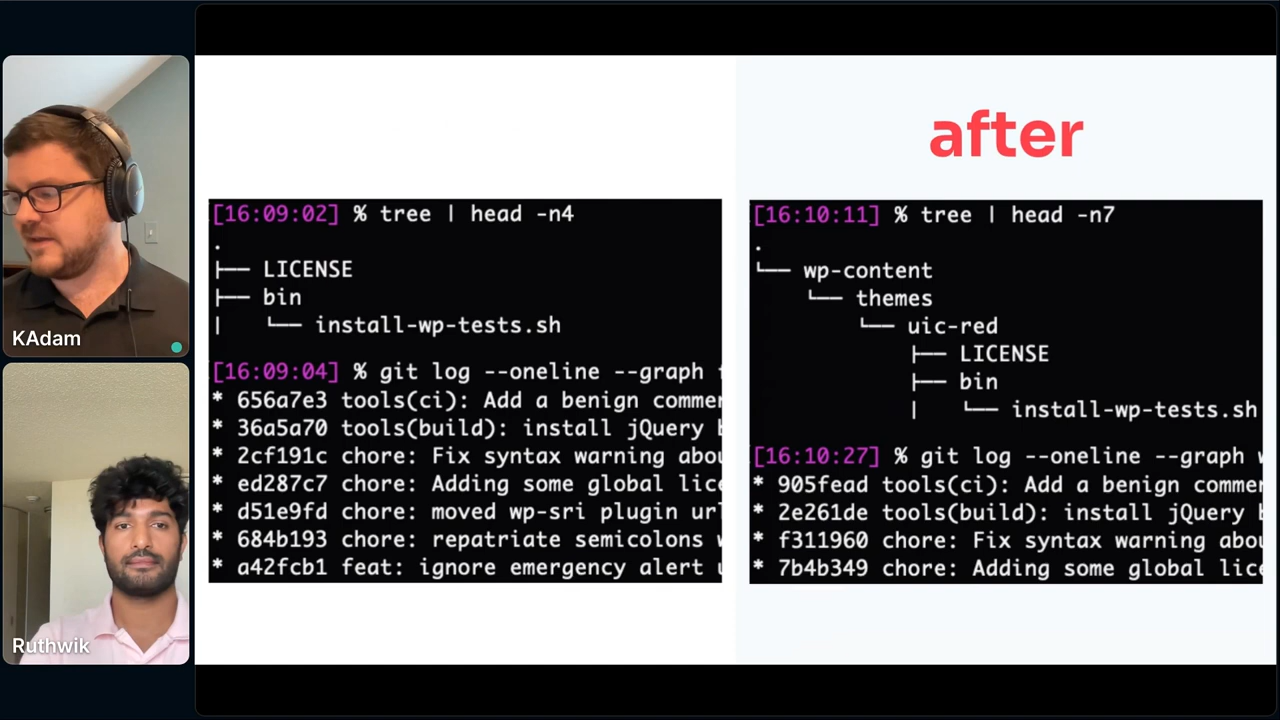 KAdam
Ruthwik
[16:09:02] % tree | head -n4
.
├── LICENSE
├── bin
│   └── install-wp-tests.sh
[16:09:04] % git log --oneline --graph
* 656a7e3 tools(ci): Add a benign commen
* 36a5a70 tools(build): install jQuery
* 2cf191c chore: Fix syntax warning abou
* ed287c7 chore: Adding some global lice
* d51e9fd chore: moved wp-sri plugin url
* 684b193 chore: repatriate semicolons
* a42fcb1 feat: ignore emergency alert
after
[16:10:11] % tree | head -n7
.
└── wp-content
    └── themes
        └── uic-red
            ├── LICENSE
            ├── bin
            │   └── install-wp-tests.sh
[16:10:27] % git log --oneline --graph
* 905fead tools(ci): Add a benign commer
* 2e261de tools(build): install jQuery
* f311960 chore: Fix syntax warning abou
* 7b4b349 chore: Adding some global lice